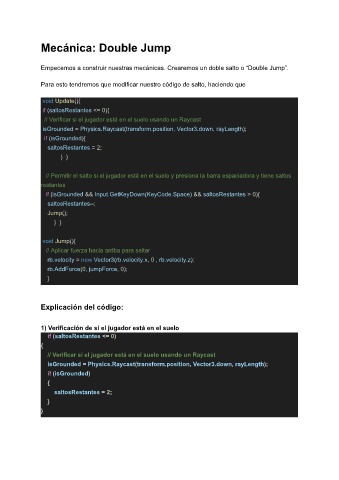 Mecánica: Double Jump
Empecemos a construir nuestras mecánicas. Crearemos un doble salto o “Double Jump”.
Para esto tendremos que modificar nuestro código de salto, haciendo que
void Update(){
if (saltosRestantes <= 0){
// Verificar si el jugador está en el suelo usando un Raycast
isGrounded = Physics.Raycast(transform.position, Vector3.down, rayLength);
if (isGrounded){
saltosRestantes = 2;
} }
// Permitir el salto si el jugador está en el suelo y presiona la barra espaciadora y tiene saltos
restantes
if (isGrounded && Input.GetKeyDown(KeyCode.Space) && saltosRestantes > 0){
saltosRestantes--;
Jump();
} }
void Jump(){
// Aplicar fuerza hacia arriba para saltar
rb.velocity = new Vector3(rb.velocity.x, 0 , rb.velocity.z);
rb.AddForce(0, jumpForce, 0);
}
Explicación del código:
1) Verificación de si el jugador está en el suelo
if (saltosRestantes <= 0)
{
// Verificar si el jugador está en el suelo usando un Raycast
isGrounded = Physics.Raycast(transform.position, Vector3.down, rayLength);
if (isGrounded)
{
saltosRestantes = 2;
}
}